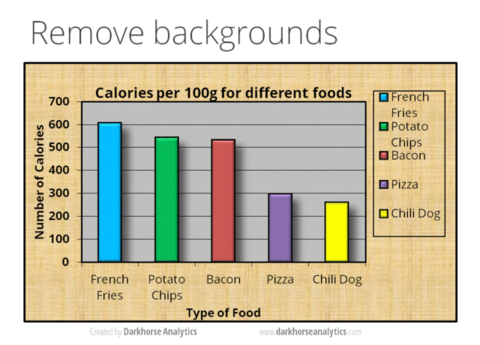 Remove backgrounds
Calories per 100g for different foods
700
600
500
400
300
200
100
0
Number of Calories
French
Fries
Potato
Chips
Bacon
Pizza
Chili Dog
Type of Food
French
Fries
Potato
Chips
Bacon
Pizza
Chili Dog
Created by Darkhorse Analytics
www.darkhorseanalytics.com